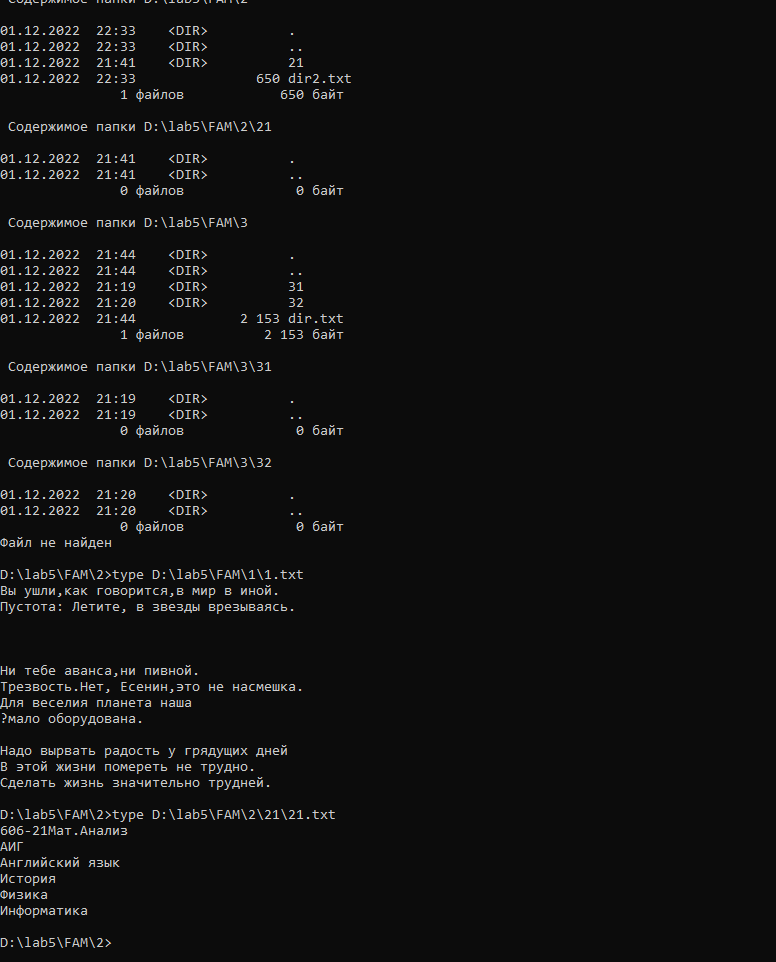 Содержимое папки D:\lab5\FAM\2
01.12.2022  22:33    <DIR>          .
01.12.2022  22:33    <DIR>          ..
01.12.2022  21:41    <DIR>          21
01.12.2022  22:33               650 dir2.txt
               1 файлов            650 байт
Содержимое папки D:\lab5\FAM\2\21
01.12.2022  21:41    <DIR>          .
01.12.2022  21:41    <DIR>          ..
               0 файлов              0 байт
Содержимое папки D:\lab5\FAM\3
01.12.2022  21:44    <DIR>          .
01.12.2022  21:44    <DIR>          ..
01.12.2022  21:19    <DIR>          31
01.12.2022  21:20    <DIR>          32
01.12.2022  21:44             2 153 dir.txt
               1 файлов          2 153 байт
Содержимое папки D:\lab5\FAM\3\31
01.12.2022  21:19    <DIR>          .
01.12.2022  21:19    <DIR>          ..
               0 файлов              0 байт
Содержимое папки D:\lab5\FAM\3\32
01.12.2022  21:20    <DIR>          .
01.12.2022  21:20    <DIR>          ..
               0 файлов              0 байт
Файл не найден
D:\lab5\FAM\2>type D:\lab5\FAM\1\1.txt
Вы ушли,как говорится,в мир в иной.
Пустота: Летите, в звезды врезываясь.
Ни тебе аванса,ни пивной.
Трезвость.Нет, Есенин,это не насмешка.
Для веселия планета наша
?мало оборудована.
Надо вырвать радость у грядущих дней
В этой жизни помереть не трудно.
Сделать жизнь значительно трудней.
D:\lab5\FAM\2>type D:\lab5\FAM\2\21\21.txt
606-21Мат.Анализ
АИГ
Английский язык
История
Физика
Информатика
D:\lab5\FAM\2>